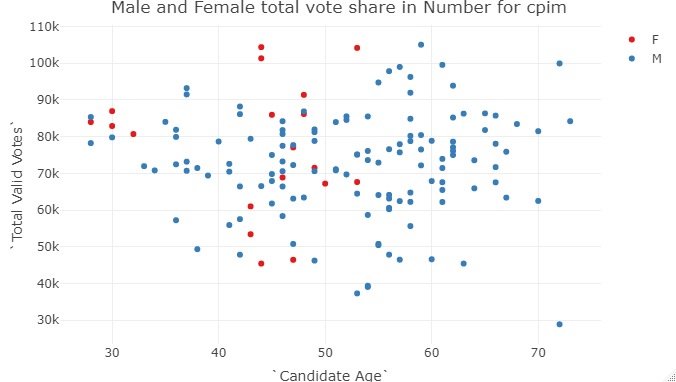 Male and Female total vote share in Number for cpim
110k
100k
90k
80k
70k
60k
50k
40k
30k
30
40
50
60
70
`Total Valid Votes`
`Candidate Age`
F
M